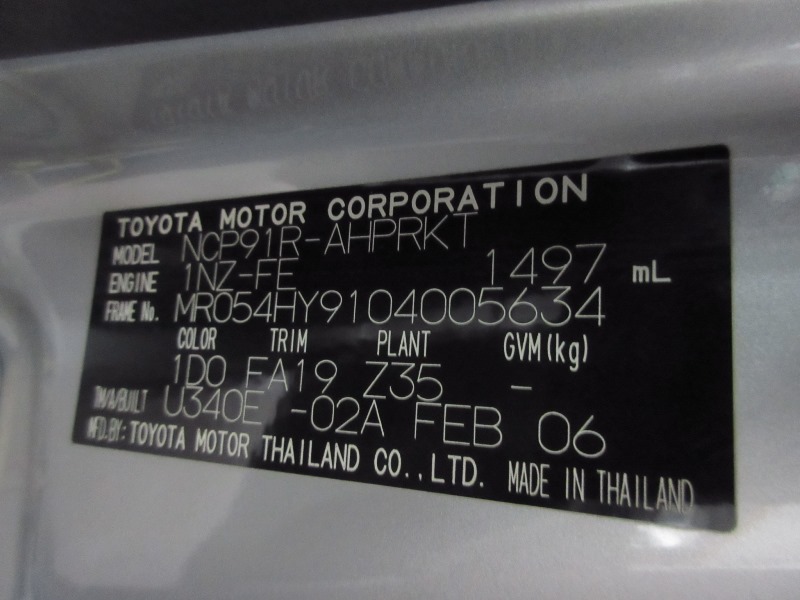 TOYOTA MOTOR CORPORATION
MODEL NCP91R-AHPRKT
ENGINE 1NZ-FE 1497 mL
FRAME No. MR054HY9104005634
COLOR TRIM PLANT GVM(kg)
1D0 FA19 Z35 -
TM/A/BUILT U340E -02A FEB 06
MFD.BY: TOYOTA MOTOR THAILAND CO.,LTD. MADE IN THAILAND